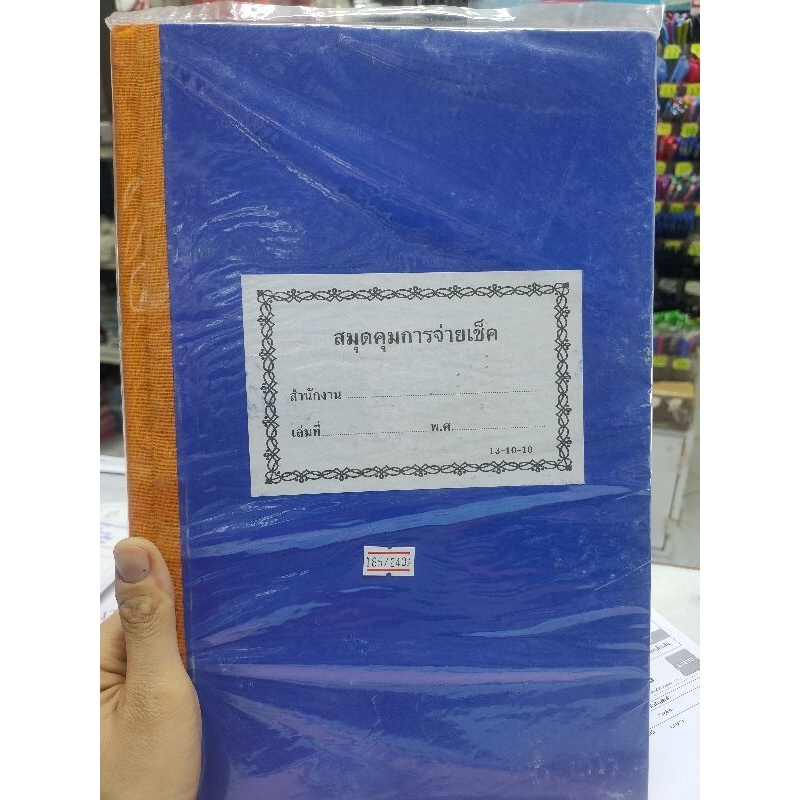 สมุดคุมการจ่ายเช็ค
สำนักงาน
เล่มที่ พ.ศ.
13-10-10